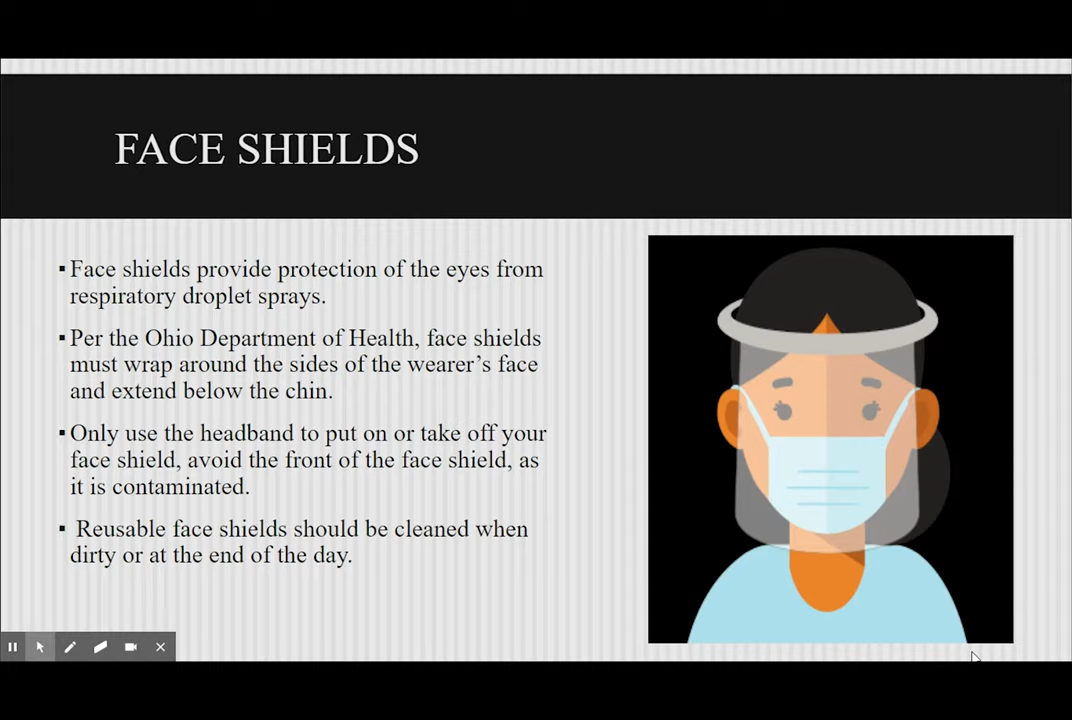 FACE SHIELDS
▪Face shields provide protection of the eyes from
respiratory droplet sprays.
▪Per the Ohio Department of Health, face shields
must wrap around the sides of the wearer’s face
and extend below the chin.
▪Only use the headband to put on or take off your
face shield, avoid the front of the face shield, as
it is contaminated.
▪ Reusable face shields should be cleaned when
dirty or at the end of the day.